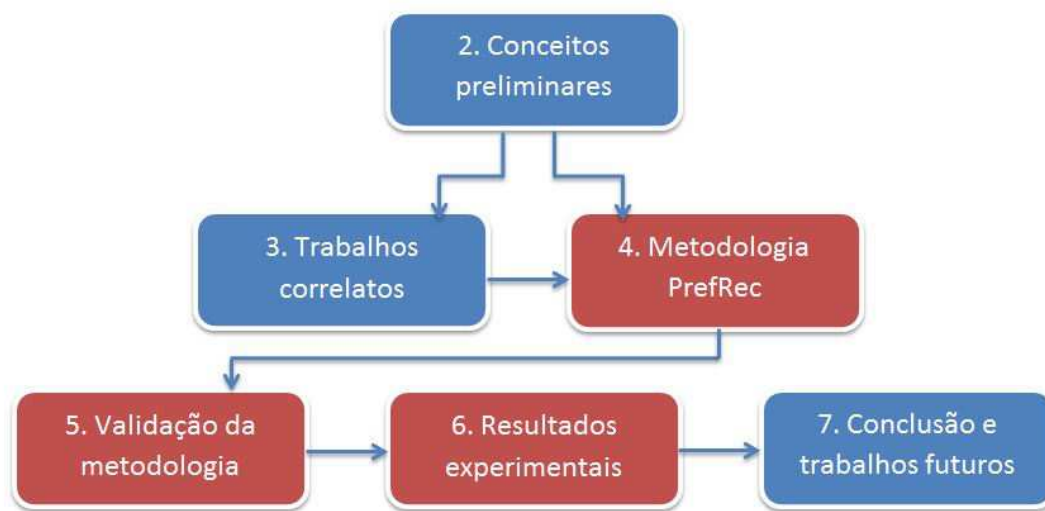 2. Conceitos
preliminares
3. Trabalhos
correlatos
4. Metodologia
PrefRec
5. Validação da
metodologia
6. Resultados
experimentais
7. Conclusão e
trabalhos futuros